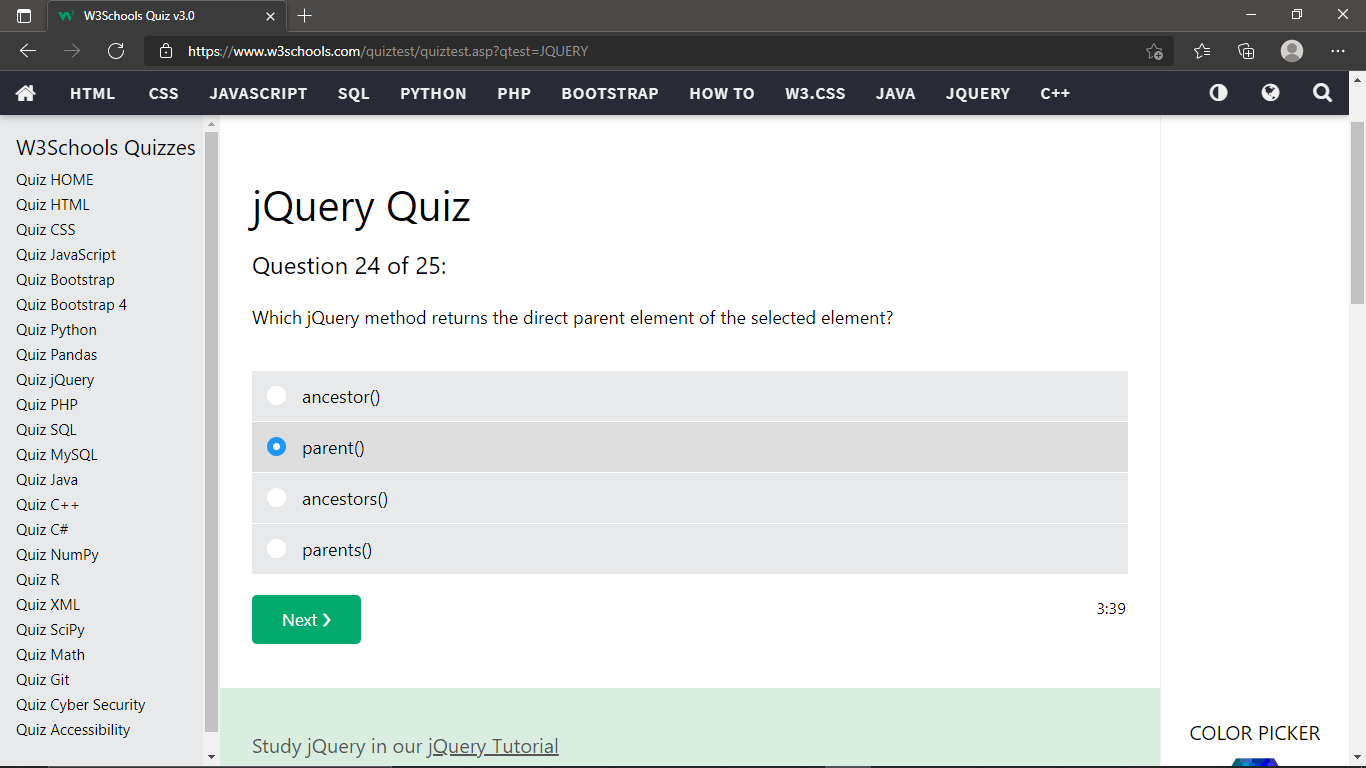 W3Schools Quiz v3.0
https://www.w3schools.com/quiztest/quiztest.asp?qtest=JQUERY
HTML CSS JAVASCRIPT SQL PYTHON PHP BOOTSTRAP HOW TO W3.CSS JAVA JQUERY C++
W3Schools Quizzes
Quiz HOME
Quiz HTML
Quiz CSS
Quiz JavaScript
Quiz Bootstrap
Quiz Bootstrap 4
Quiz Python
Quiz Pandas
Quiz jQuery
Quiz PHP
Quiz SQL
Quiz MySQL
Quiz Java
Quiz C++
Quiz C#
Quiz NumPy
Quiz R
Quiz XML
Quiz SciPy
Quiz Math
Quiz Git
Quiz Cyber Security
Quiz Accessibility
jQuery Quiz
Question 24 of 25:
Which jQuery method returns the direct parent element of the selected element?
ancestor()
parent()
ancestors()
parents()
Next ❯
3:39
Study jQuery in our jQuery Tutorial
COLOR PICKER